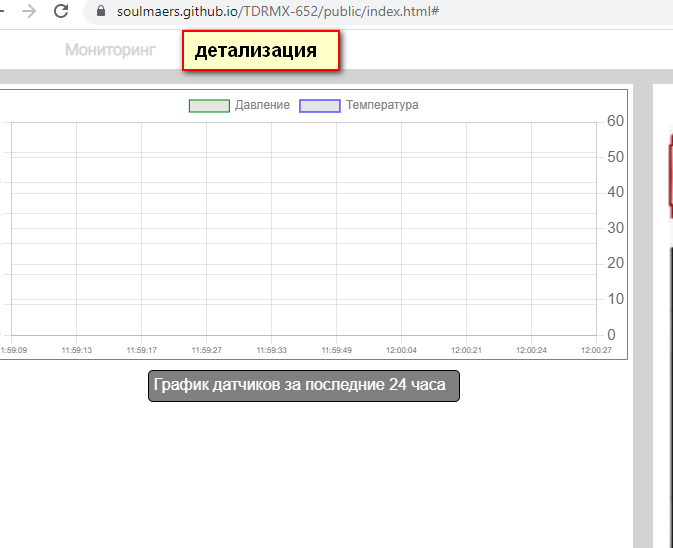 soulmaers.github.io/TDRMX-652/public/index.html#
Мониторинг детализация
Давление Температура
60
50
40
30
20
10
0
1:59:09 11:59:13 11:59:17 11:59:27 11:59:33 11:59:49 12:00:04 12:00:21 12:00:24 12:00:27
График датчиков за последние 24 часа